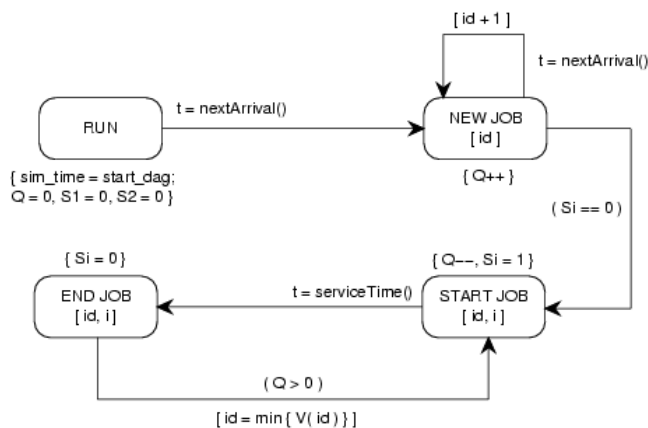 [ id + 1 ]
t = nextArrival()
t = nextArrival()
RUN
NEW JOB
[ id ]
{ sim_time = start_dag;
Q = 0, S1 = 0, S2 = 0 }
{ Q++ }
( Si == 0 )
{ Si = 0 }
{ Q--, Si = 1 }
END JOB
[ id, i ]
t = serviceTime()
START JOB
[ id, i ]
( Q > 0 )
[ id = min { V( id ) } ]